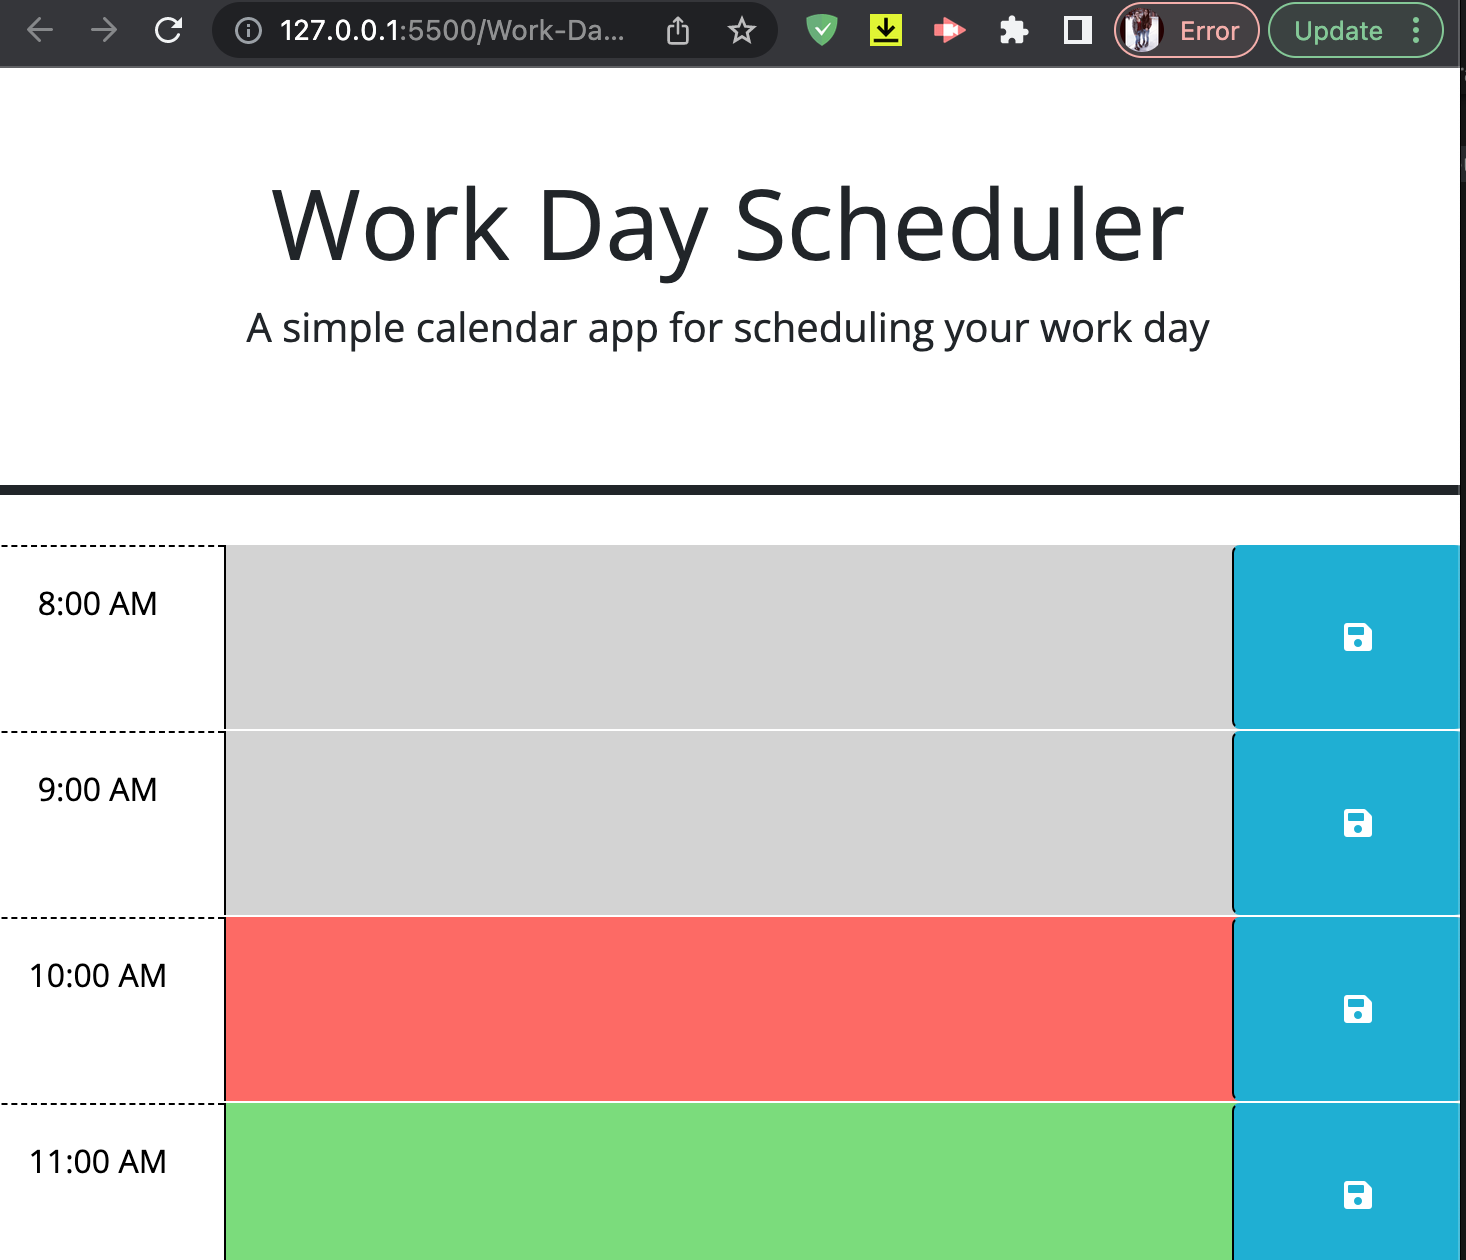 127.0.0.1:5500/Work-Da...
Error
Update
Work Day Scheduler
A simple calendar app for scheduling your work day
8:00 AM
9:00 AM
10:00 AM
11:00 AM